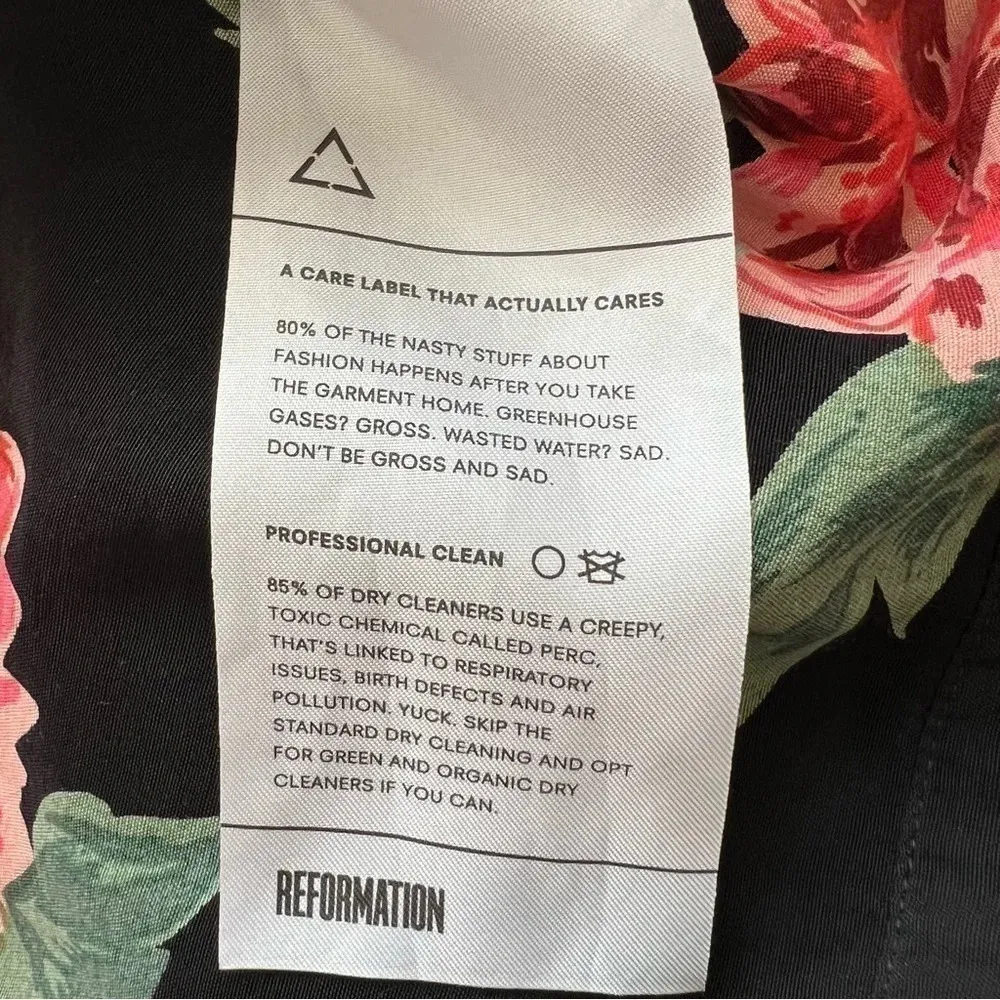 A CARE LABEL THAT ACTUALLY CARES
80% OF THE NASTY STUFF ABOUT
FASHION HAPPENS AFTER YOU TAKE
THE GARMENT HOME. GREENHOUSE
GASES? GROSS. WASTED WATER? SAD.
DON'T BE GROSS AND SAD.
PROFESSIONAL CLEAN
85% OF DRY CLEANERS USE A CREEPY,
TOXIC CHEMICAL CALLED PERC,
THAT'S LINKED TO RESPIRATORY
ISSUES, BIRTH DEFECTS AND AIR
POLLUTION. YUCK. SKIP THE
STANDARD DRY CLEANING AND OPT
FOR GREEN AND ORGANIC DRY
CLEANERS IF YOU CAN.
REFORMATION